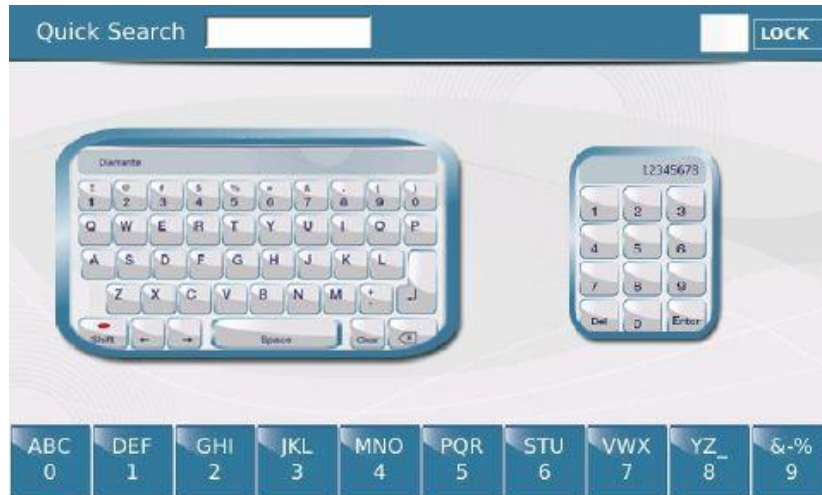 Quick Search
LOCK
Diamante
12345678
! @ # $ % & ( )
1 2 3 4 5 6 7 8 9 0
Q W E R T Y U I O P
A S D F G H J K L
Z X C V B N M
Shift ← → Space Clear
1 2 3
4 5 6
7 8 9
Del 0 Enter
ABC DEF GHI JKL MNO PQR STU VWX YZ_ &-%
0 1 2 3 4 5 6 7 8 9